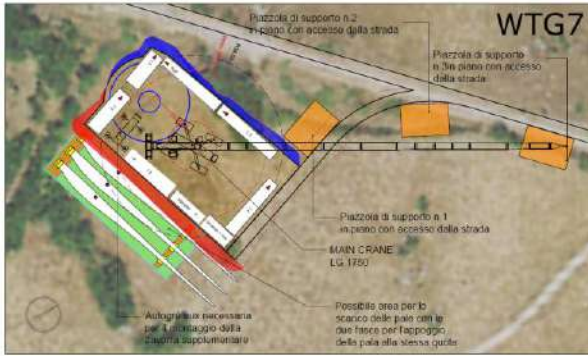 WTG7
Piazzola di supporto n.2
in piano con accesso dalla strada
Piazzola di supporto
n.3in piano con accesso
dalla strada
Piazzola di supporto n.1
in piano con accesso dalla strada
MAIN CRANE
LG 1750
Autogru aux necessaria
per il montaggio della
zavorra supplementare
Possibile area per lo
scarico delle pale con le
due fasce per l'appoggio
della pala alla stessa quota